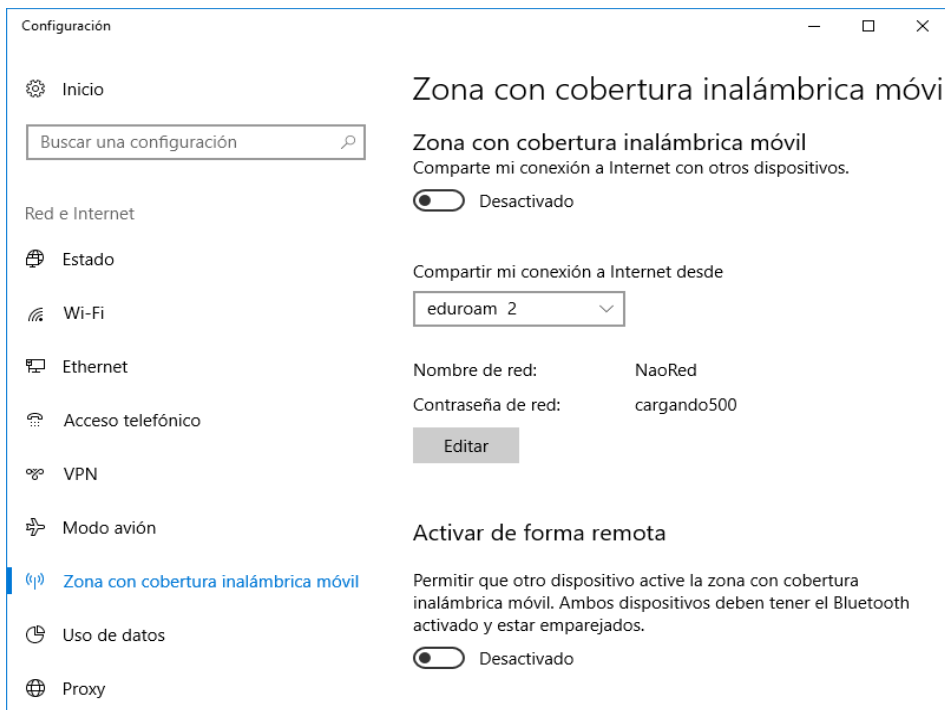 Configuración
Inicio
Buscar una configuración
Red e Internet
Estado
Wi-Fi
Ethernet
Acceso telefónico
VPN
Modo avión
Zona con cobertura inalámbrica móvil
Uso de datos
Proxy
Zona con cobertura inalámbrica móvi
Zona con cobertura inalámbrica móvil
Comparte mi conexión a Internet con otros dispositivos.
Desactivado
Compartir mi conexión a Internet desde
eduroam 2
Nombre de red: NaoRed
Contraseña de red: cargando500
Editar
Activar de forma remota
Permitir que otro dispositivo active la zona con cobertura
inalámbrica móvil. Ambos dispositivos deben tener el Bluetooth
activado y estar emparejados.
Desactivado